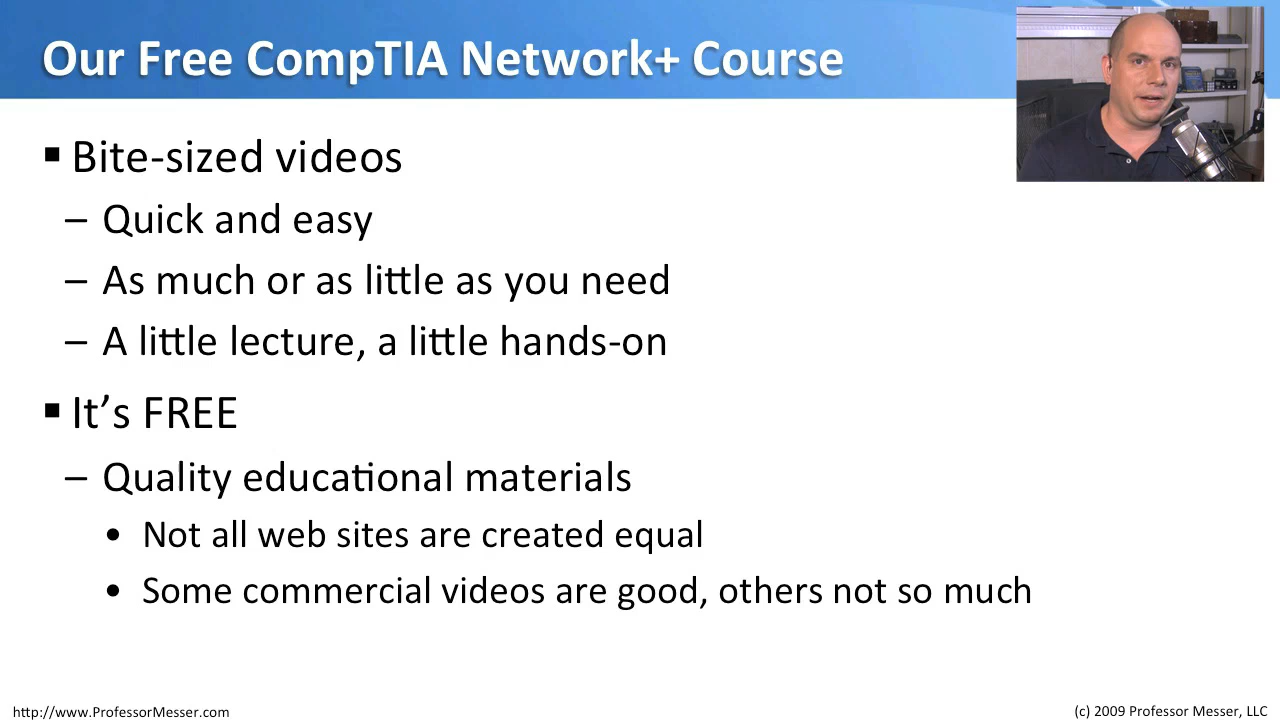 Our Free CompTIA Network+ Course
▪ Bite-sized videos
– Quick and easy
– As much or as little as you need
– A little lecture, a little hands-on
▪ It’s FREE
– Quality educational materials
• Not all web sites are created equal
• Some commercial videos are good, others not so much
http://www.ProfessorMesser.com
(c) 2009 Professor Messer, LLC